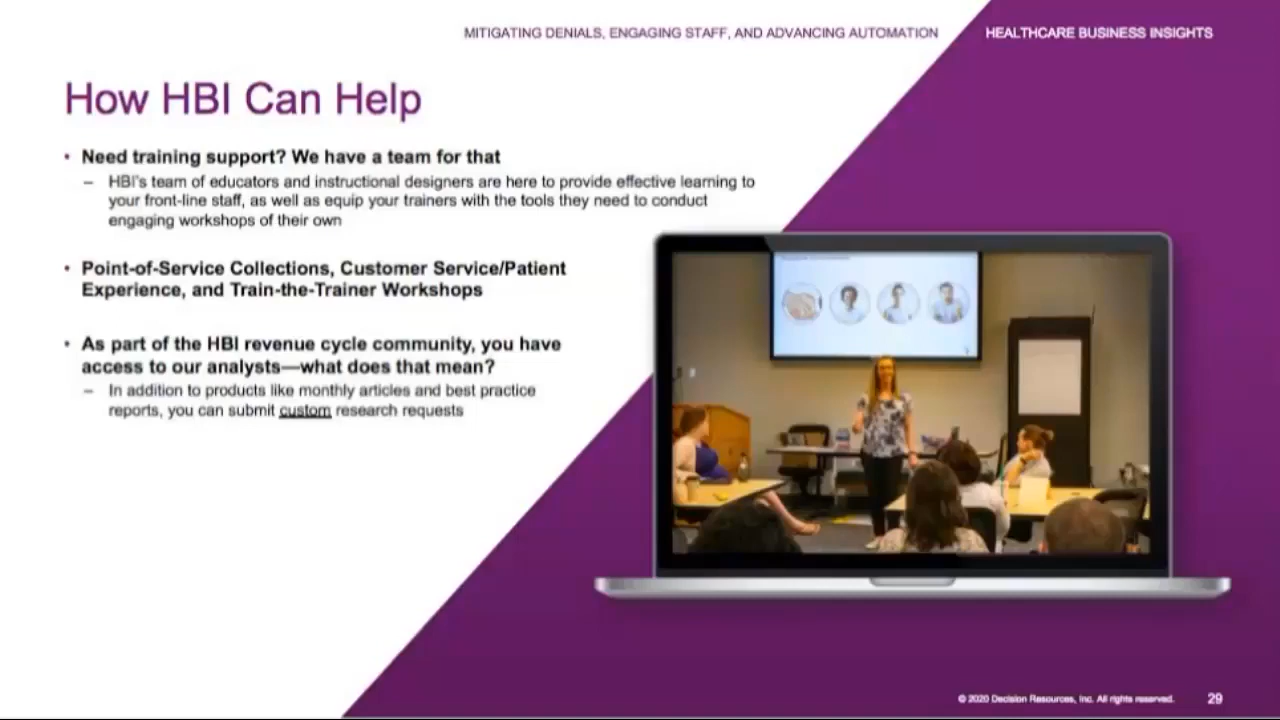 MITIGATING DENIALS, ENGAGING STAFF, AND ADVANCING AUTOMATION
HEALTHCARE BUSINESS INSIGHTS
How HBI Can Help
• Need training support? We have a team for that
– HBI's team of educators and instructional designers are here to provide effective learning to
your front-line staff, as well as equip your trainers with the tools they need to conduct
engaging workshops of their own
• Point-of-Service Collections, Customer Service/Patient
Experience, and Train-the-Trainer Workshops
• As part of the HBI revenue cycle community, you have
access to our analysts—what does that mean?
– In addition to products like monthly articles and best practice
reports, you can submit custom research requests
© 2020 Decision Resources, Inc. All rights reserved.
29